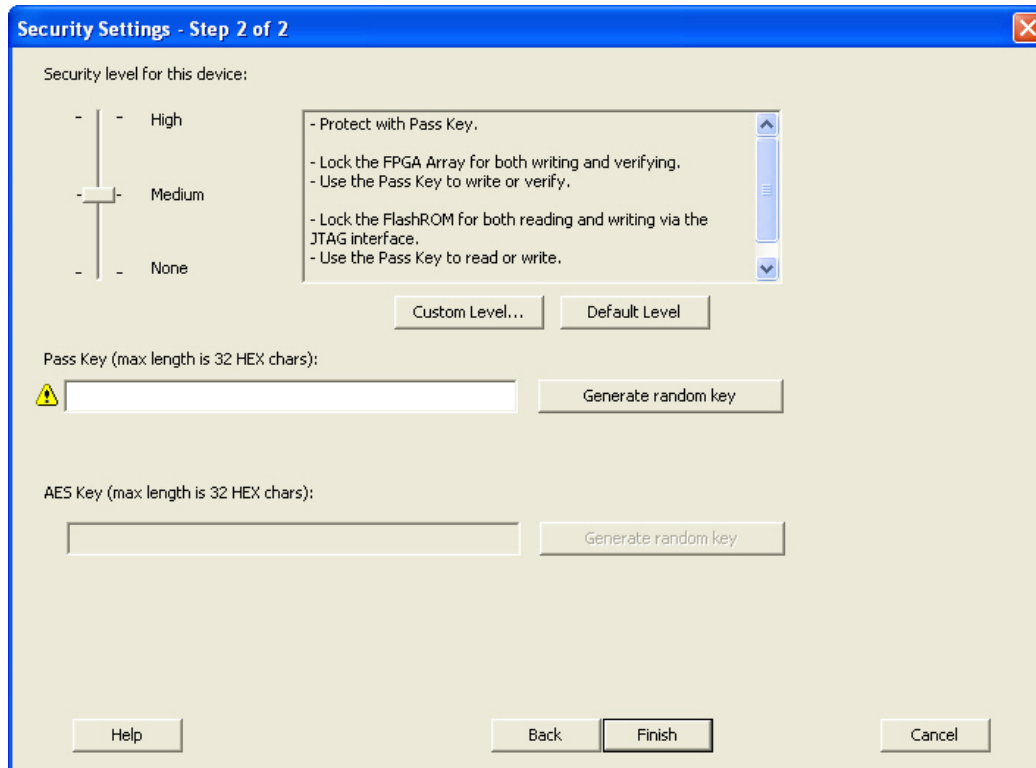 Security Settings - Step 2 of 2
Security level for this device:
High
Medium
None
- Protect with Pass Key.
- Lock the FPGA Array for both writing and verifying.
- Use the Pass Key to write or verify.
- Lock the FlashROM for both reading and writing via the
JTAG interface.
- Use the Pass Key to read or write.
Custom Level...
Default Level
Pass Key (max length is 32 HEX chars):
Generate random key
AES Key (max length is 32 HEX chars):
Generate random key
Help
Back
Finish
Cancel